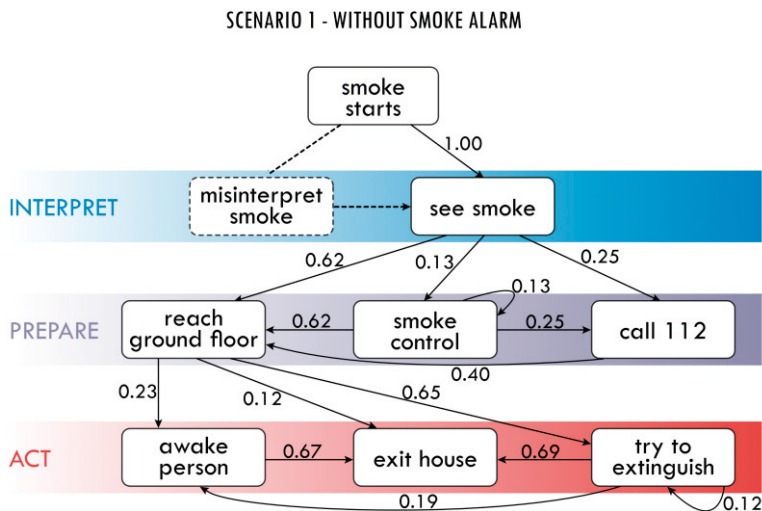 SCENARIO 1 - WITHOUT SMOKE ALARM
smoke
starts
1.00
INTERPRET
misinterpret
smoke
see smoke
0.62
0.13
0.25
0.13
PREPARE
reach
ground floor
0.62
smoke
control
0.25
call 112
0.40
0.23
0.12
0.65
ACT
awake
person
0.67
exit house
0.69
try to
extinguish
0.19
0.12